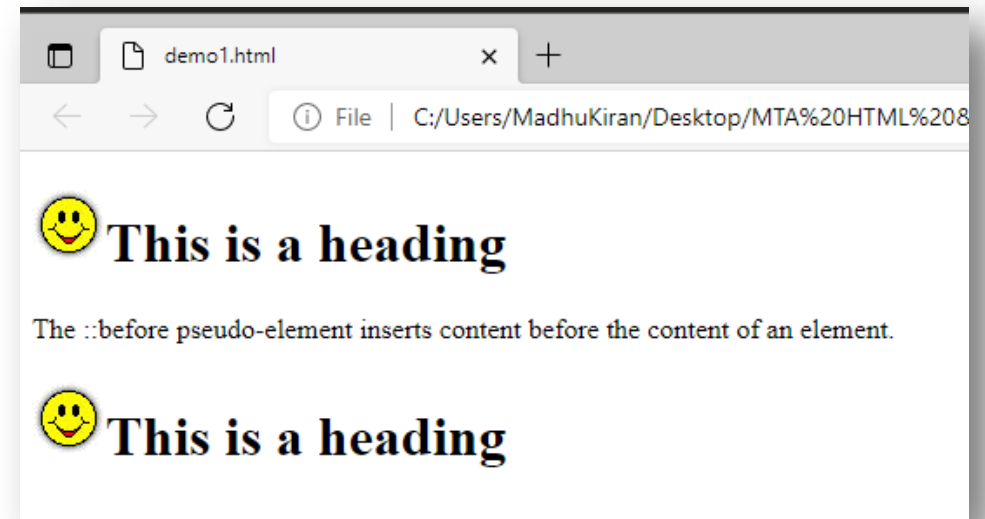 demo1.html
File | C:/Users/MadhuKiran/Desktop/MTA%20HTML%20&
This is a heading
The ::before pseudo-element inserts content before the content of an element.
This is a heading